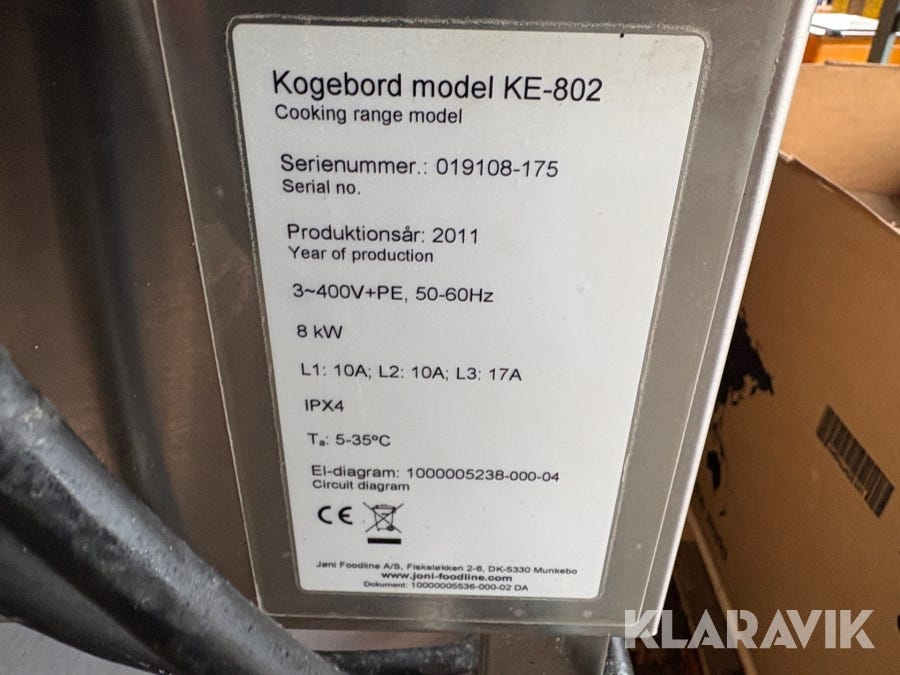 Kogebord model KE-802
Cooking range model
Serienummer.: 019108-175
Serial no.
Produktionsår: 2011
Year of production
3~400V+PE, 50-60Hz
8 kW
L1: 10A; L2: 10A; L3: 17A
IPX4
Ta: 5-35ºC
El-diagram: 1000005238-000-04
Circuit diagram
CE
Jøni Foodline A/S, Fiskeløkken 2-6, DK-5330 Munkebo
www.joni-foodline.com
Dokument: 10000005536-000-02 DA
KLARAVIK